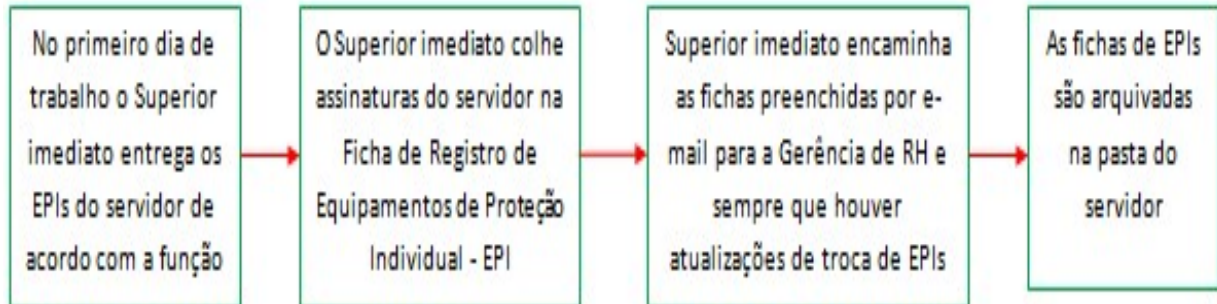 No primeiro dia de
trabalho o Superior
imediato entrega os
EPIs do servidor de
acordo com a função
O Superior imediato colhe
assinaturas do servidor na
Ficha de Registro de
Equipamentos de Proteção
Individual - EPI
Superior imediato encaminha
as fichas preenchidas por e-
mail para a Gerência de RH e
sempre que houver
atualizações de troca de EPIs
As fichas de EPIs
são arquivadas
na pasta do
servidor